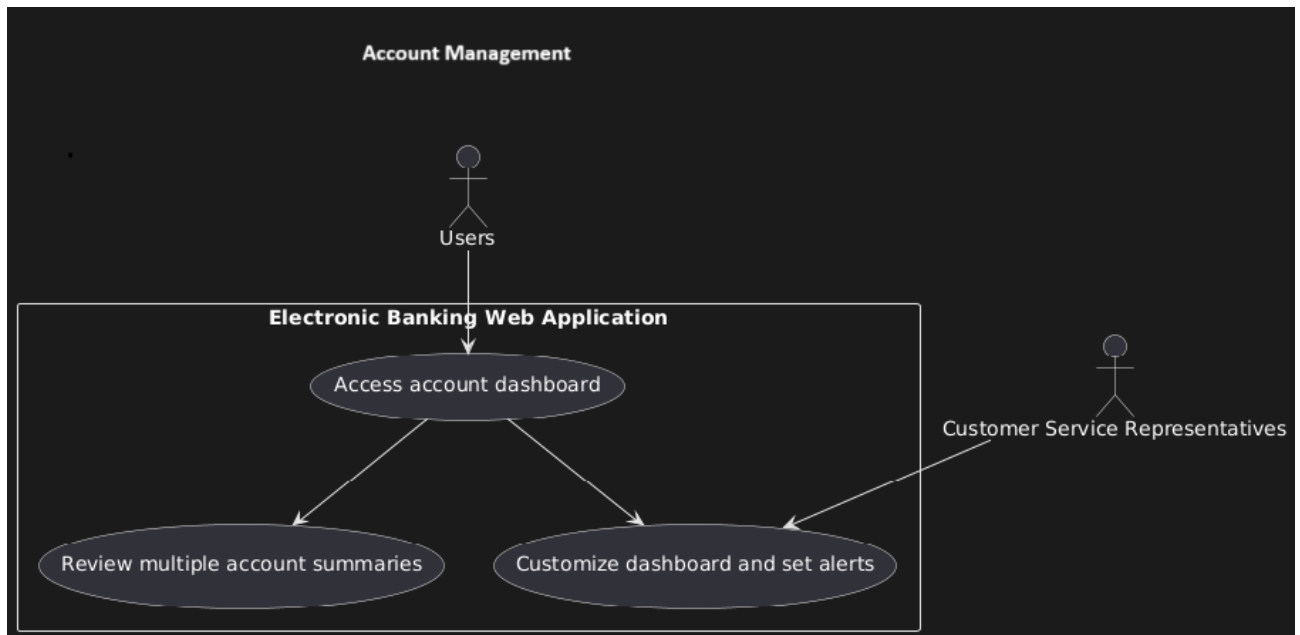 Account Management
Users
Electronic Banking Web Application
Access account dashboard
Customer Service Representatives
Review multiple account summaries
Customize dashboard and set alerts